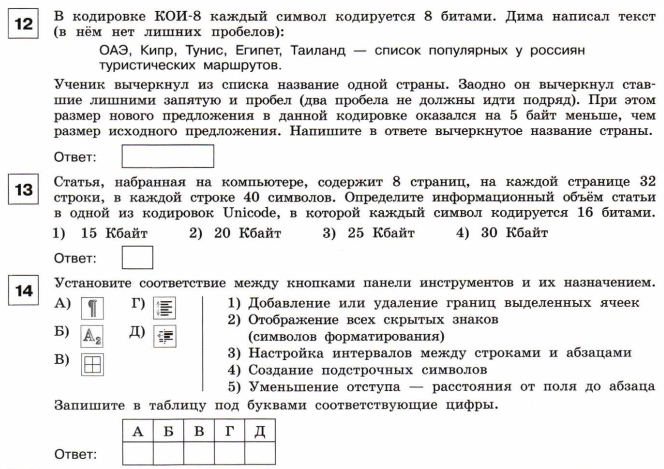 12
В кодировке КОИ-8 каждый символ кодируется 8 битами. Дима написал текст
(в нём нет лишних пробелов):
ОАЭ, Кипр, Тунис, Египет, Таиланд — список популярных у россиян
туристических маршрутов.
Ученик вычеркнул из списка название одной страны. Заодно он вычеркнул став-
шие лишними запятую и пробел (два пробела не должны идти подряд). При этом
размер нового предложения в данной кодировке оказался на 5 байт меньше, чем
размер исходного предложения. Напишите в ответе вычеркнутое название страны.
Ответ:
13
Статья, набранная на компьютере, содержит 8 страниц, на каждой странице 32
строки, в каждой строке 40 символов. Определите информационный объём статьи
в одной из кодировок Unicode, в которой каждый символ кодируется 16 битами.
1) 15 Кбайт 2) 20 Кбайт 3) 25 Кбайт 4) 30 Кбайт
Ответ:
14
Установите соответствие между кнопками панели инструментов и их назначением.
А) ¶ Г)
Б) A₂ Д)
В)
1) Добавление или удаление границ выделенных ячеек
2) Отображение всех скрытых знаков
(символов форматирования)
3) Настройка интервалов между строками и абзацами
4) Создание подстрочных символов
5) Уменьшение отступа — расстояния от поля до абзаца
Запишите в таблицу под буквами соответствующие цифры.
А Б В Г Д
Ответ: